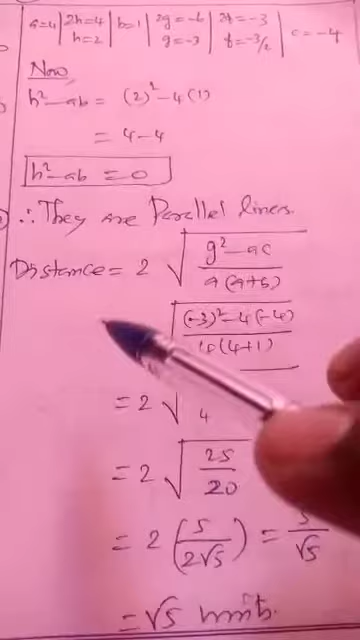 a=4 | 2h=4 | b=1 | 2g=-6 | 2f=-3 | c=-4
h=2 g=-3 f=-3/2
Now,
h²-ab = (2)²-4(1)
= 4-4
h²-ab = 0
∴ They are Parallel lines.
Distance = 2 √(g²-ac / a(a+b))
√((-3)²-4(-4) / 4(4+1))
= 2 √ 4
= 2 √(25/20)
= 2 (5/2√5) = 5/√5
= √5 units.